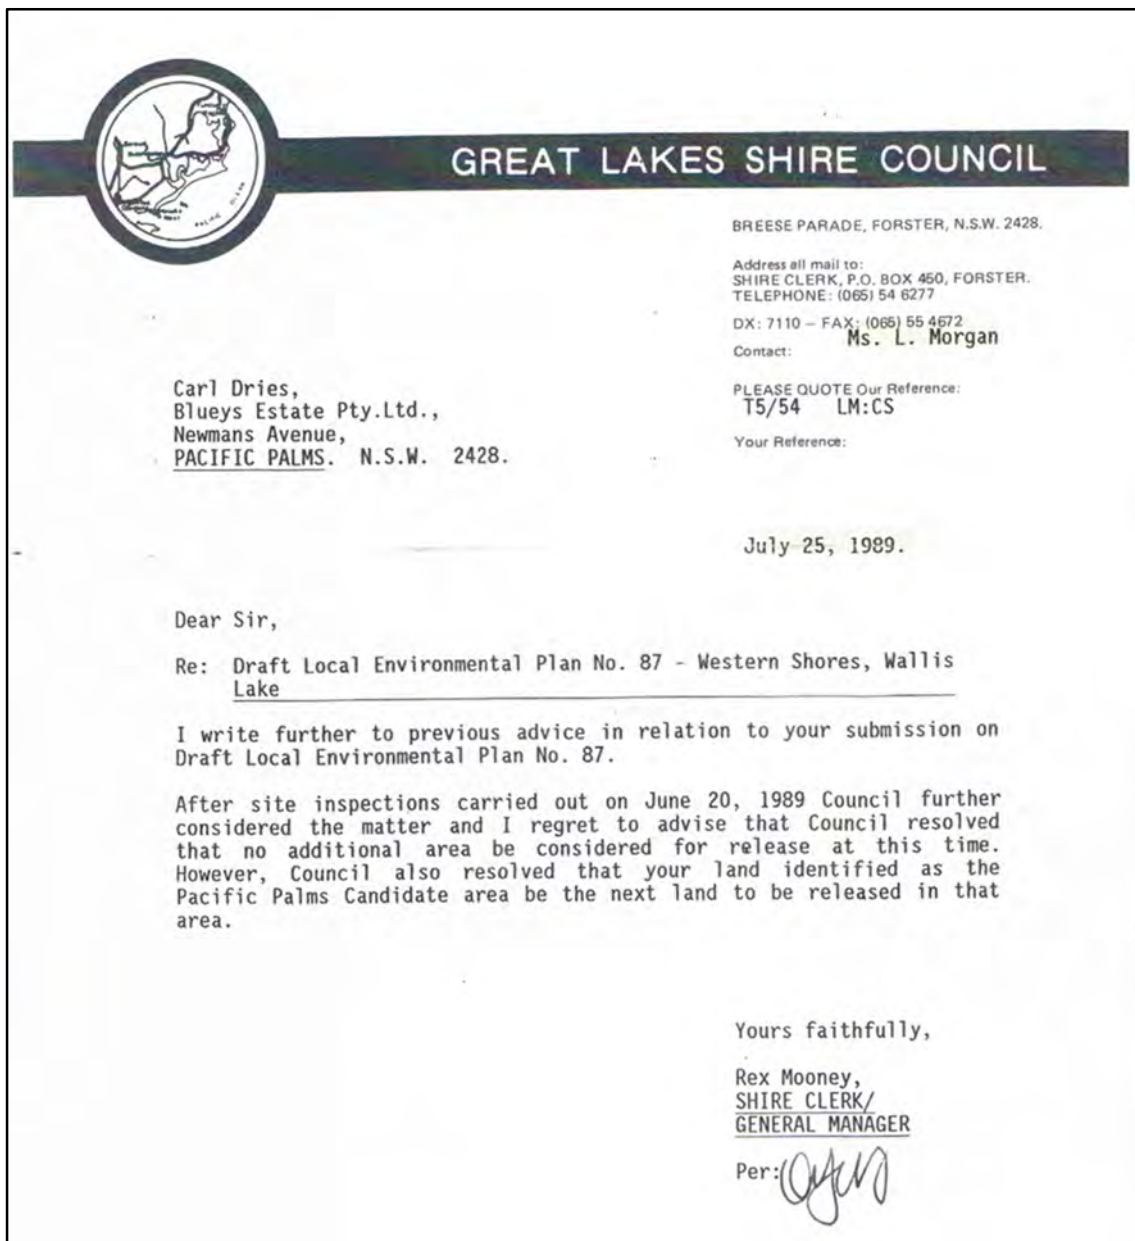 GREAT LAKES SHIRE COUNCIL
PACIFIC OCEAN
BREESE PARADE, FORSTER, N.S.W. 2428.
Address all mail to:
SHIRE CLERK, P.O. BOX 450, FORSTER.
TELEPHONE: (065) 54 6277
DX: 7110 – FAX: (065) 55 4672
Contact: Ms. L. Morgan
PLEASE QUOTE Our Reference:
T5/54 LM:CS
Your Reference:
Carl Dries,
Blueys Estate Pty.Ltd.,
Newmans Avenue,
PACIFIC PALMS. N.S.W. 2428.
July 25, 1989.
Dear Sir,
Re: Draft Local Environmental Plan No. 87 - Western Shores, Wallis
Lake
I write further to previous advice in relation to your submission on
Draft Local Environmental Plan No. 87.
After site inspections carried out on June 20, 1989 Council further
considered the matter and I regret to advise that Council resolved
that no additional area be considered for release at this time.
However, Council also resolved that your land identified as the
Pacific Palms Candidate area be the next land to be released in that
area.
Yours faithfully,
Rex Mooney,
SHIRE CLERK/
GENERAL MANAGER
Per: